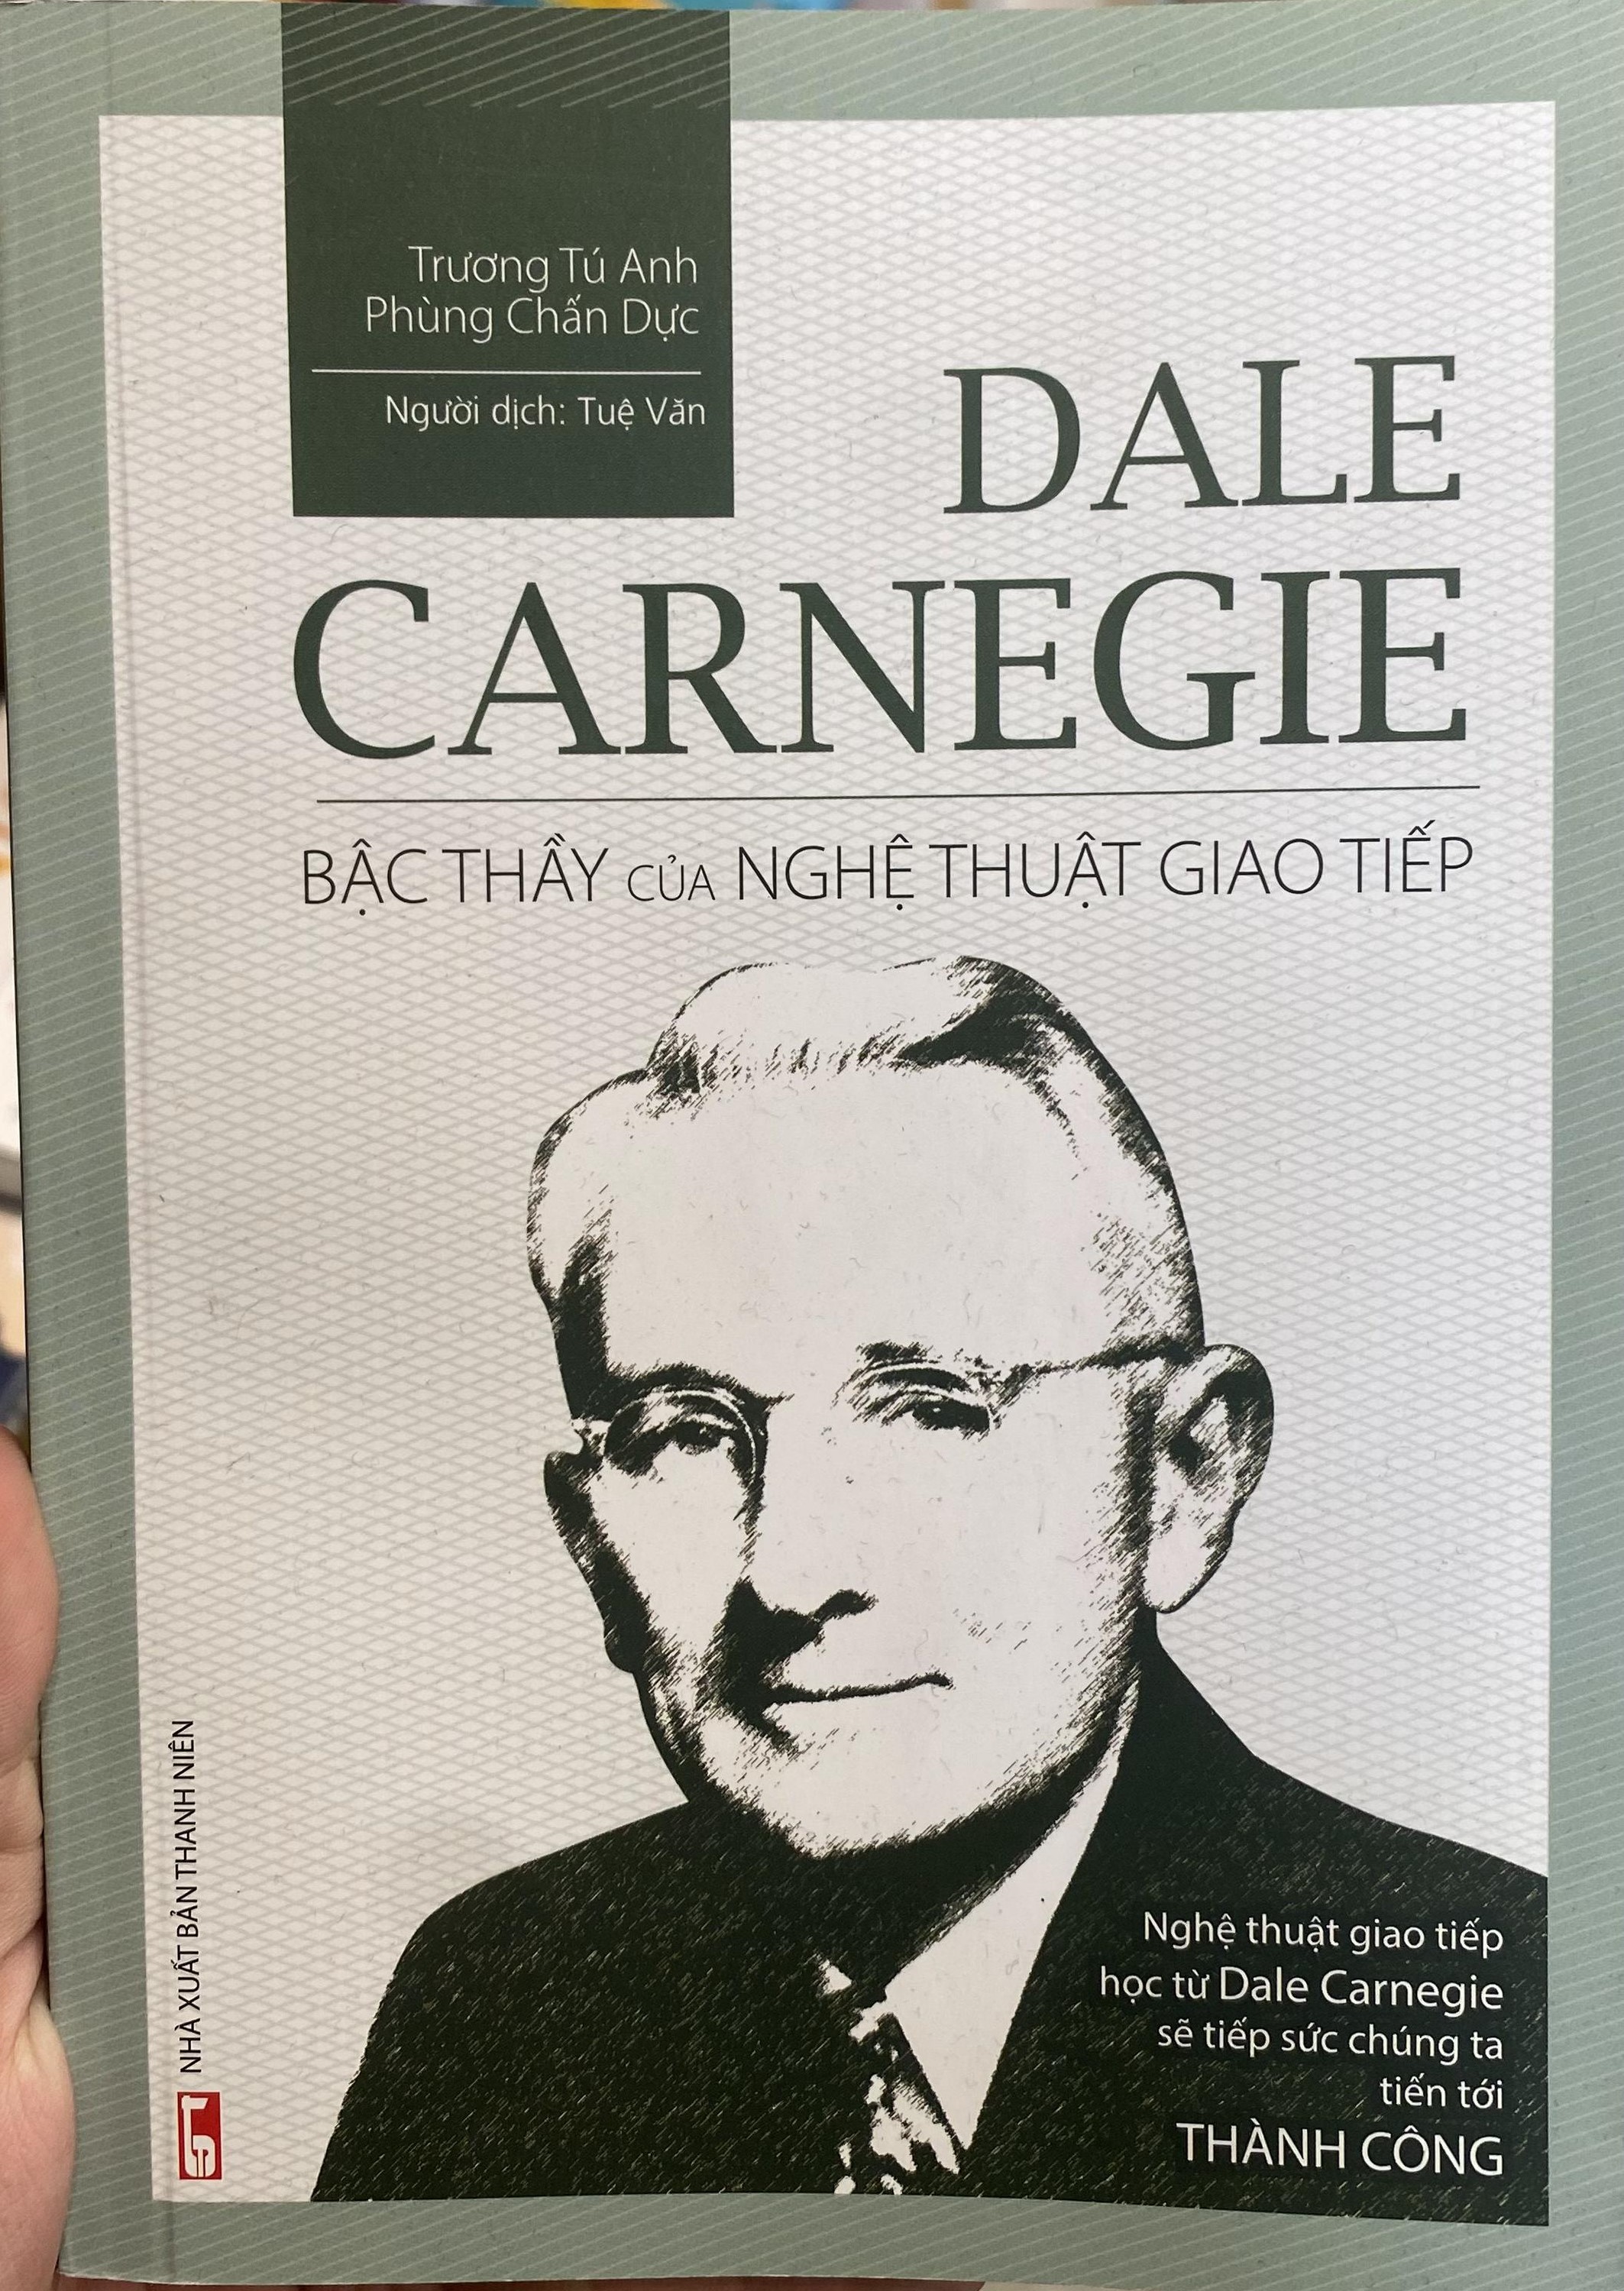 Trương Tú Anh
Phùng Chấn Dực
Người dịch: Tuệ Văn
DALE
CARNEGIE
BẬC THẦY CỦA NGHỆ THUẬT GIAO TIẾP
NHÀ XUẤT BẢN THANH NIÊN
Nghệ thuật giao tiếp
học từ Dale Carnegie
sẽ tiếp sức chúng ta
tiến tới
THÀNH CÔNG